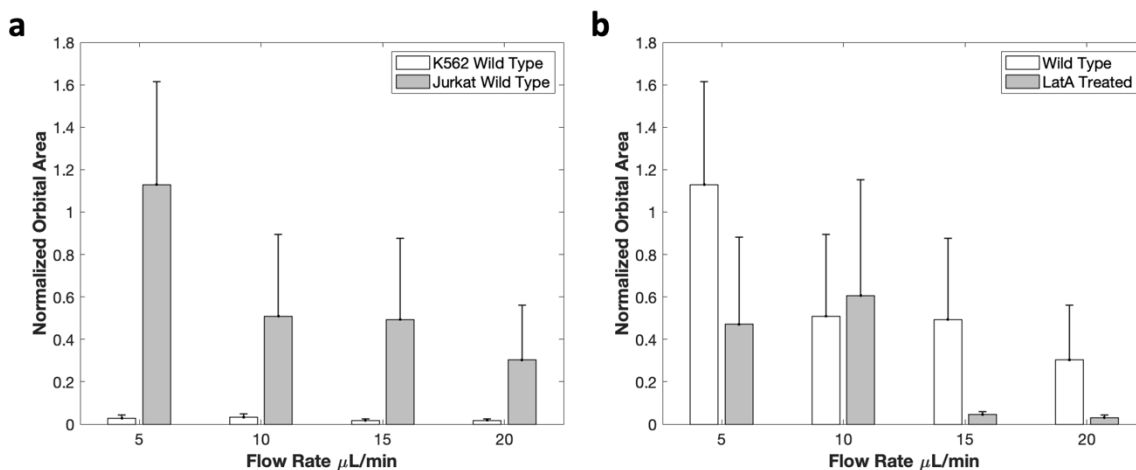 a
1.8
1.6
1.4
1.2
1
0.8
0.6
0.4
0.2
0
Normalized Orbital Area
K562 Wild Type
Jurkat Wild Type
5 10 15 20
Flow Rate μL/min
b
1.8
1.6
1.4
1.2
1
0.8
0.6
0.4
0.2
0
Normalized Orbital Area
Wild Type
LatA Treated
5 10 15 20
Flow Rate μL/min